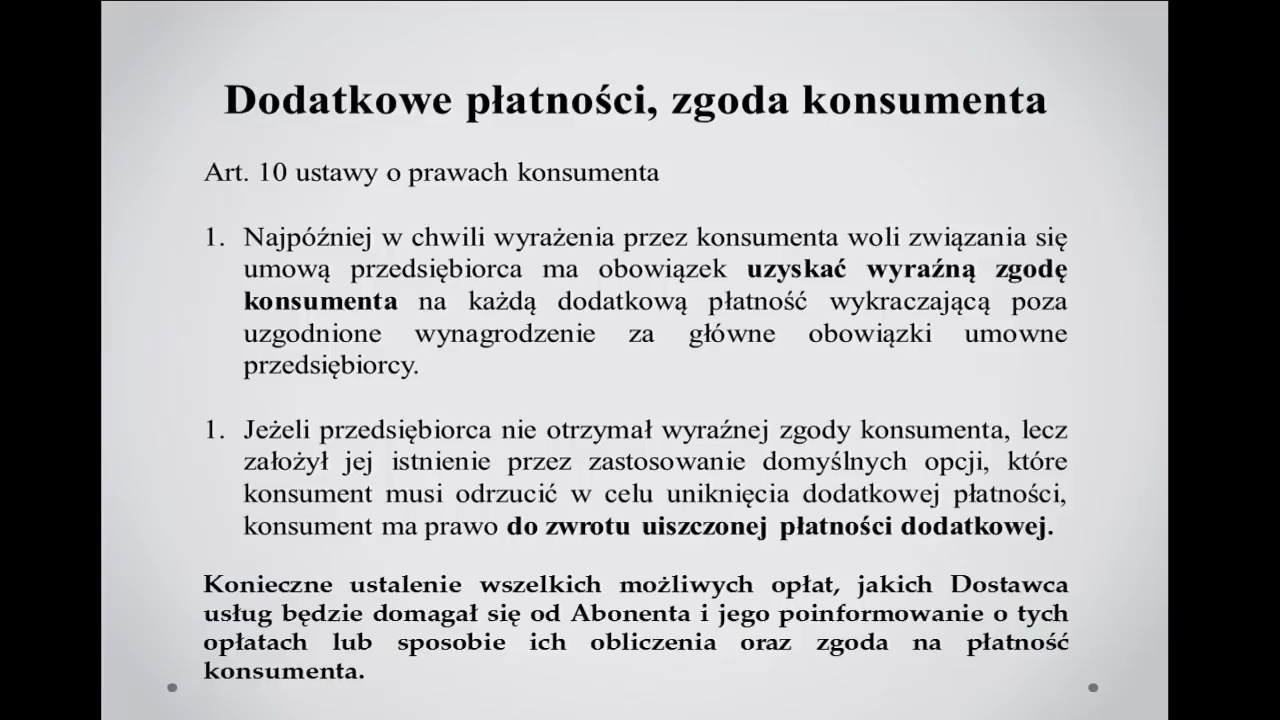 Dodatkowe płatności, zgoda konsumenta
Art. 10 ustawy o prawach konsumenta
1. Najpóźniej w chwili wyrażenia przez konsumenta woli związania się
umową przedsiębiorca ma obowiązek uzyskać wyraźną zgodę
konsumenta na każdą dodatkową płatność wykraczającą poza
uzgodnione wynagrodzenie za główne obowiązki umowne
przedsiębiorcy.
1. Jeżeli przedsiębiorca nie otrzymał wyraźnej zgody konsumenta, lecz
założył jej istnienie przez zastosowanie domyślnych opcji, które
konsument musi odrzucić w celu uniknięcia dodatkowej płatności,
konsument ma prawo do zwrotu uiszczonej płatności dodatkowej.
Konieczne ustalenie wszelkich możliwych opłat, jakich Dostawca
usług będzie domagał się od Abonenta i jego poinformowanie o tych
opłatach lub sposobie ich obliczenia oraz zgoda na płatność
konsumenta.